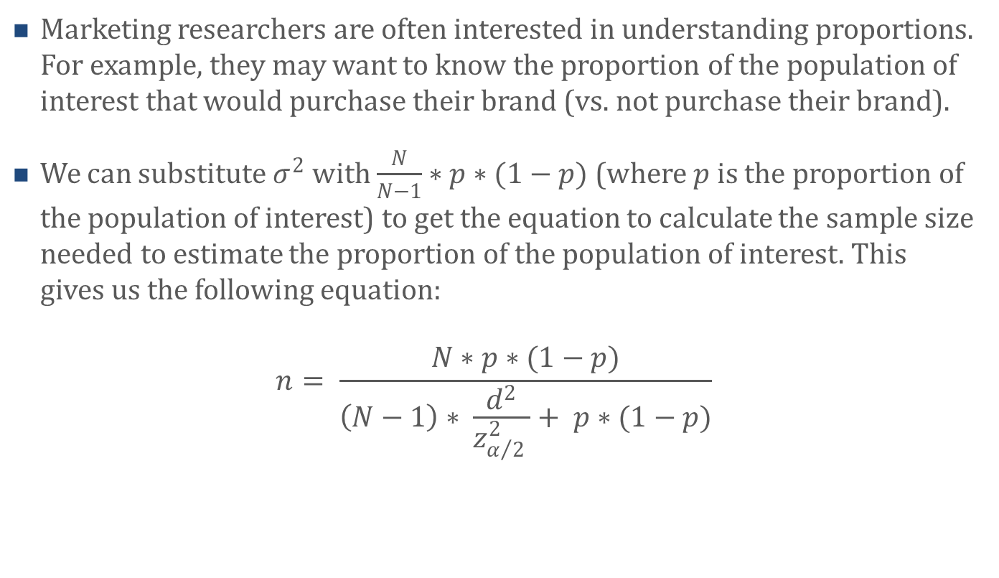 ▪ Marketing researchers are often interested in understanding proportions.
For example, they may want to know the proportion of the population of
interest that would purchase their brand (vs. not purchase their brand).
▪ We can substitute $\sigma^2$ with $\frac{N}{N-1} * p * (1 - p)$ (where $p$ is the proportion of
the population of interest) to get the equation to calculate the sample size
needed to estimate the proportion of the population of interest. This
gives us the following equation:
$n = \frac{N * p * (1 - p)}{(N - 1) * \frac{d^2}{z_{\alpha/2}^2} + p * (1 - p)}$